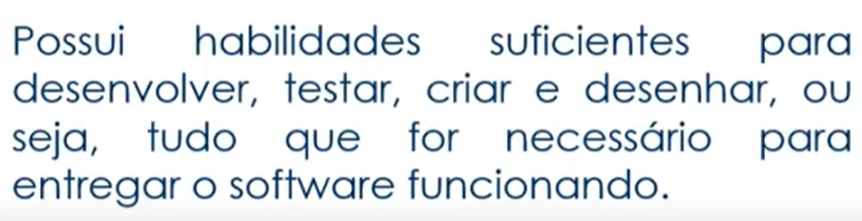 Possui habilidades suficientes para
desenvolver, testar, criar e desenhar, ou
seja, tudo que for necessário para
entregar o software funcionando.